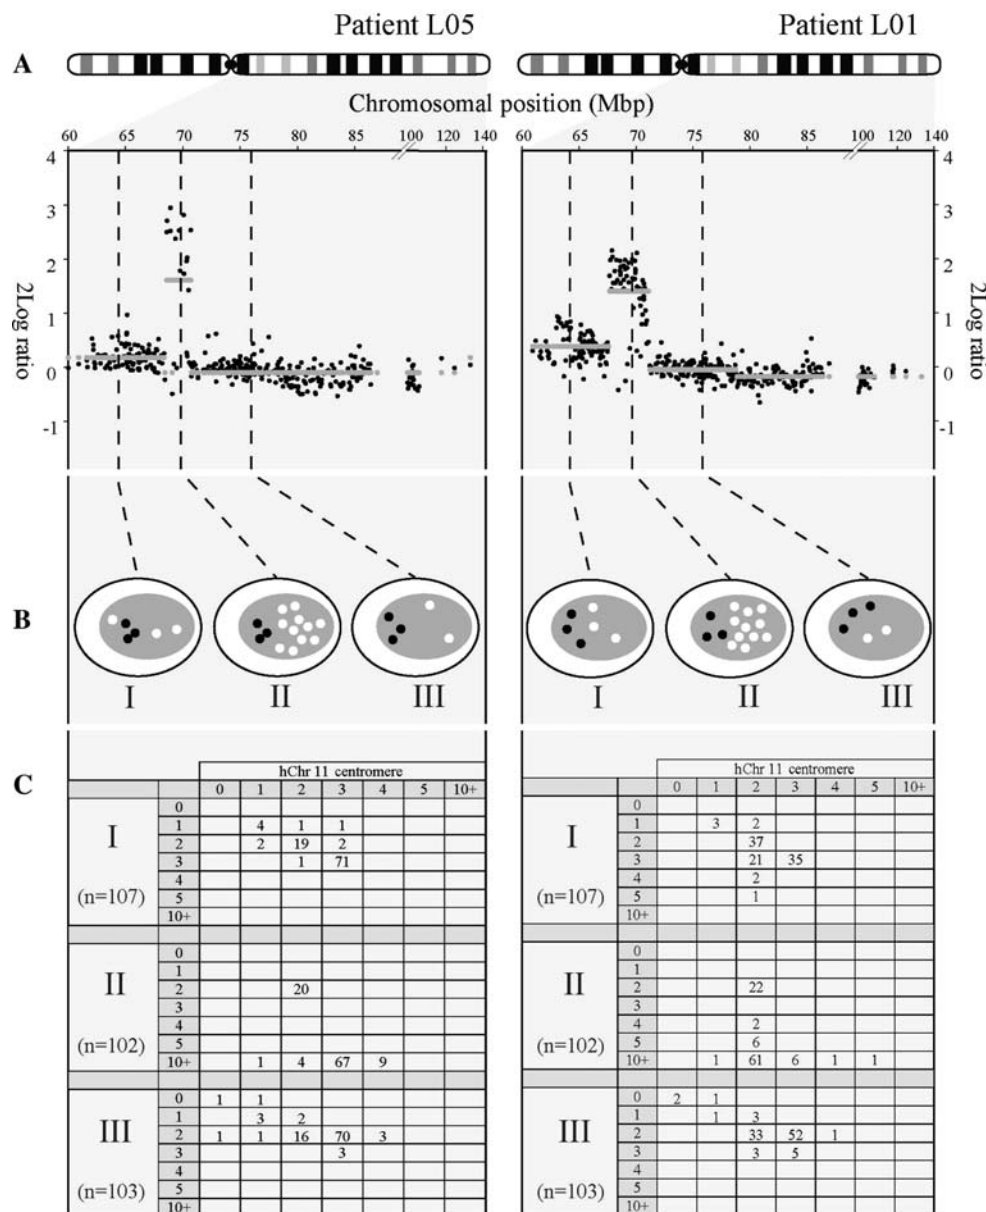 Patient L05
Patient L01
A
Chromosomal position (Mbp)
60 65 70 75 80 85 100 120 140
60 65 70 75 80 85 100 120 140
4
3
2
1
0
-1
2Log ratio
4
3
2
1
0
-1
2Log ratio
B
I II III
I II III
C
hChr 11 centromere
0 1 2 3 4 5 10+
I
(n=107)
0
1 4 1 1
2 2 19 2
3 1 71
4
5
10+
II
(n=102)
0
1
2 20
3
4
5
10+ 1 4 67 9
III
(n=103)
0 1 1
1 3 2
2 1 1 16 70 3
3 3
4
5
10+
hChr 11 centromere
0 1 2 3 4 5 10+
I
(n=107)
0
1 3 2
2 37
3 21 35
4 2
5 1
10+
II
(n=102)
0
1
2 22
3
4 2
5 6
10+ 1 61 6 1 1
III
(n=103)
0 2 1
1 1 3
2 33 52 1
3 3 5
4
5
10+